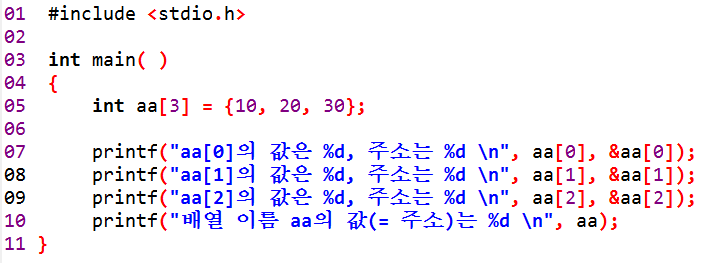 01 #include <stdio.h>
02
03 int main( )
04 {
05     int aa[3] = {10, 20, 30};
06
07     printf("aa[0]의 값은 %d, 주소는 %d \n", aa[0], &aa[0]);
08     printf("aa[1]의 값은 %d, 주소는 %d \n", aa[1], &aa[1]);
09     printf("aa[2]의 값은 %d, 주소는 %d \n", aa[2], &aa[2]);
10     printf("배열 이름 aa의 값(= 주소)는 %d \n", aa);
11 }